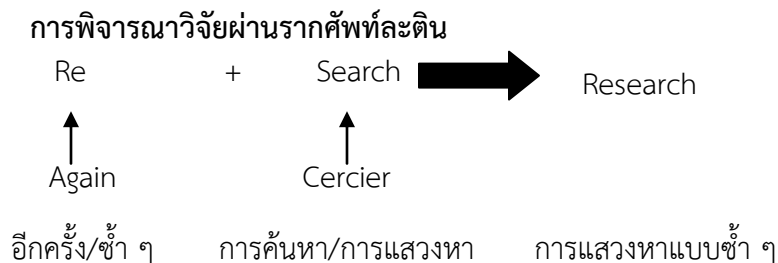 การพิจารณาวิจัยผ่านรากศัพท์ละติน
Re + Search Research
Again Cercier
อีกครั้ง/ซ้ำ ๆ การค้นหา/การแสวงหา การแสวงหาแบบซ้ำ ๆ